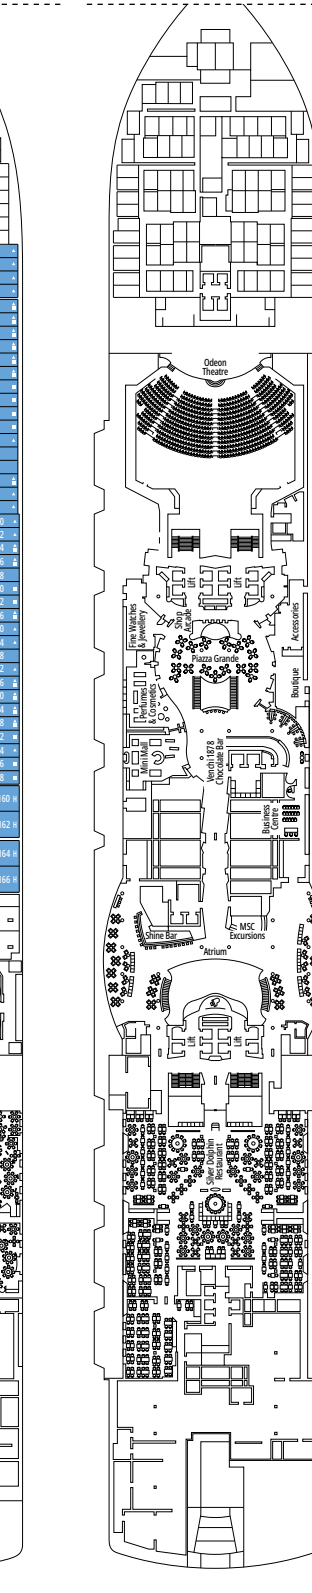 Odeon
Theatre
Lift
Lift
Fine Watches
& Jewellery
Shop
Arcade
Accessories
Piazza Grande
Boutique
Perfumes
& Cosmetics
Mini Mall
Venchi 1878
Chocolate Bar
Business
Centre
160 H
162 H
164 H
166 H
Shine Bar
MSC
Excursions
Atrium
Lift
Lift
Silver Dolphin
Restaurant